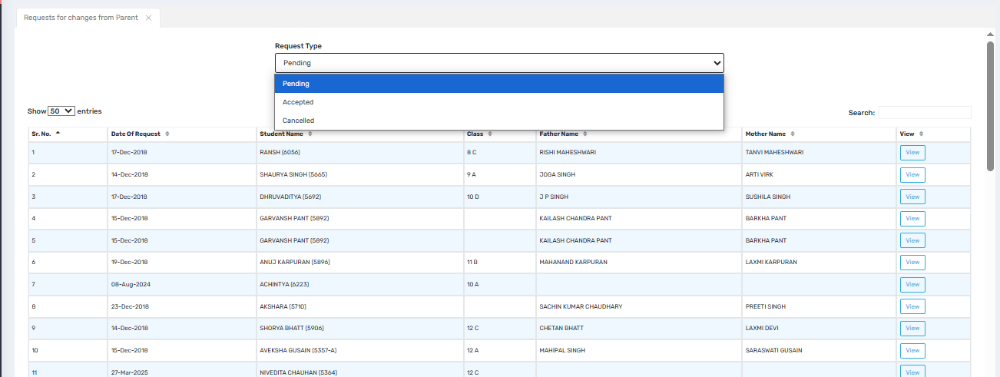 Requests for changes from Parent
Request Type
Pending
Pending
Accepted
Cancelled
Show 50 entries
Search:
Sr. No. Date Of Request Student Name Class Father Name Mother Name View
1 17-Dec-2018 RANSH (6056) 8 C RISHI MAHESHWARI TANVI MAHESHWARI View
2 14-Dec-2018 SHAURYA SINGH (5665) 9 A JOGA SINGH ARTI VIRK View
3 17-Dec-2018 DHRUVADITYA (5692) 10 D J P SINGH SUSHILA SINGH View
4 15-Dec-2018 GARVANSH PANT (5892) KAILASH CHANDRA PANT BARKHA PANT View
5 15-Dec-2018 GARVANSH PANT (5892) KAILASH CHANDRA PANT BARKHA PANT View
6 19-Dec-2018 ANUJ KARPURAN (5896) 11 B MAHANAND KARPURAN LAXMI KARPURAN View
7 08-Aug-2024 ACHINTYA (6223) 10 A View
8 23-Dec-2018 AKSHARA (5710) SACHIN KUMAR CHAUDHARY PREETI SINGH View
9 14-Dec-2018 SHORYA BHATT (5906) 12 C CHETAN BHATT LAXMI DEVI View
10 15-Dec-2018 AVEKSHA GUSAIN (5357-A) 12 A MAHIPAL SINGH SARASWATI GUSAIN View
11 27-Mar-2025 NIVEDITA CHAUHAN (5364) 12 C View